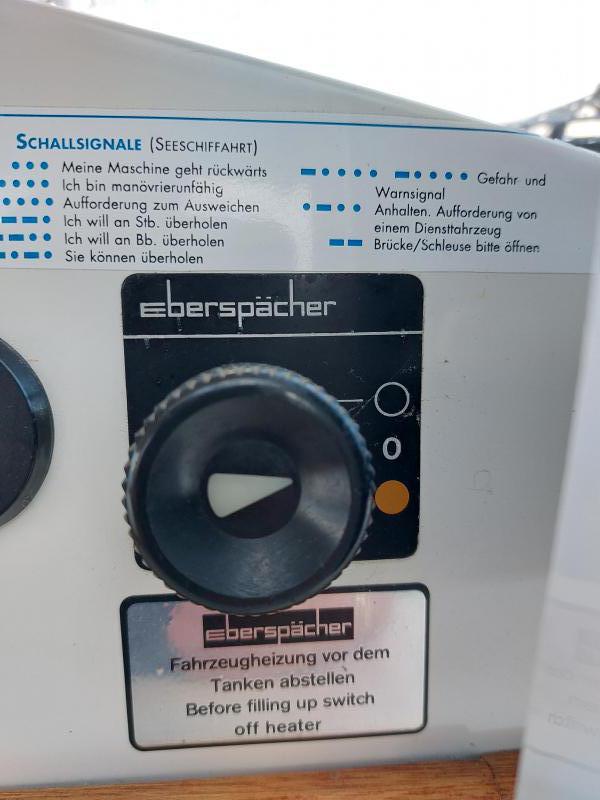 SCHALLSIGNALE (SEESCHIFFAHRT)
Meine Maschine geht rückwärts
Ich bin manövrierunfähig
Aufforderung zum Ausweichen
Ich will an Stb. überholen
Ich will an Bb. überholen
Sie können überholen
Gefahr und
Warnsignal
Anhalten. Aufforderung von
einem Dienstfahrzeug
Brücke/Schleuse bitte öffnen
eberspächer
0
eberspächer
Fahrzeugheizung vor dem
Tanken abstellen
Before filling up switch
off heater